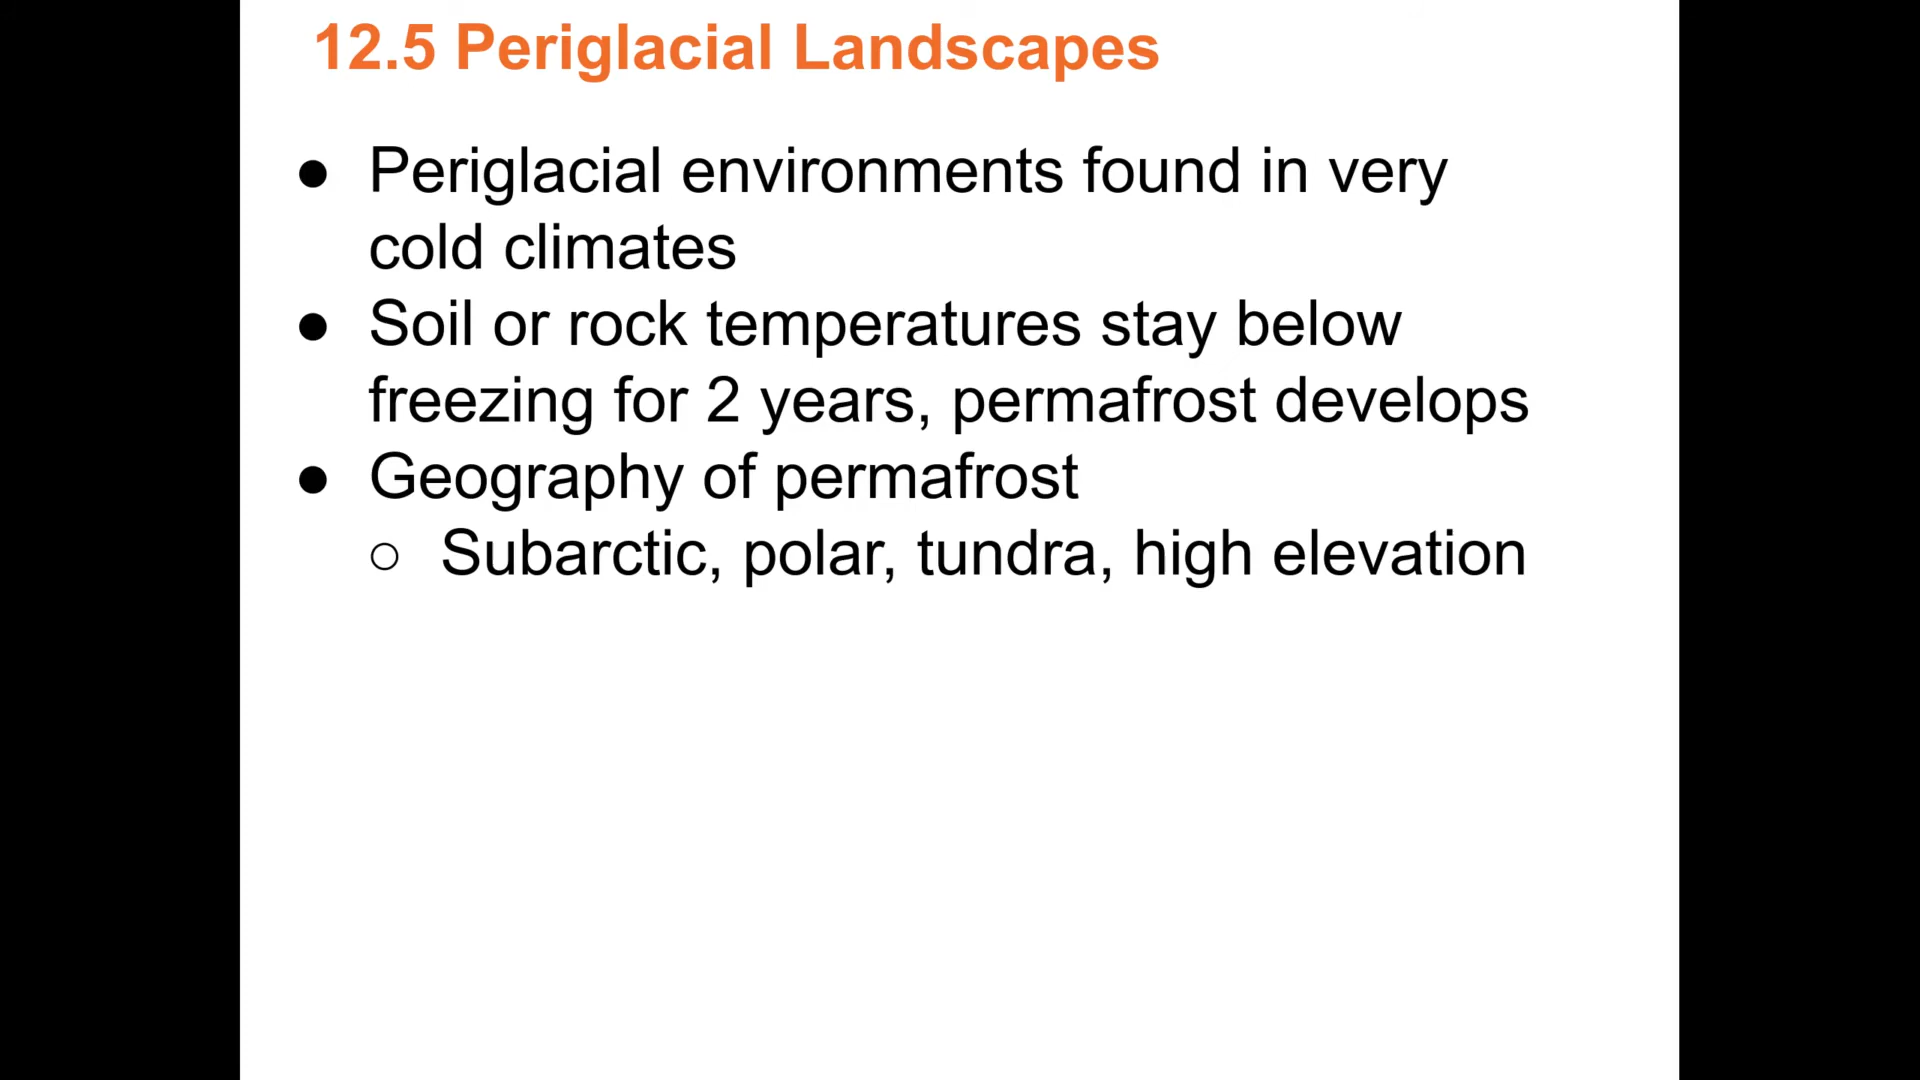 12.5 Periglacial Landscapes
● Periglacial environments found in very
cold climates
● Soil or rock temperatures stay below
freezing for 2 years, permafrost develops
● Geography of permafrost
○ Subarctic, polar, tundra, high elevation